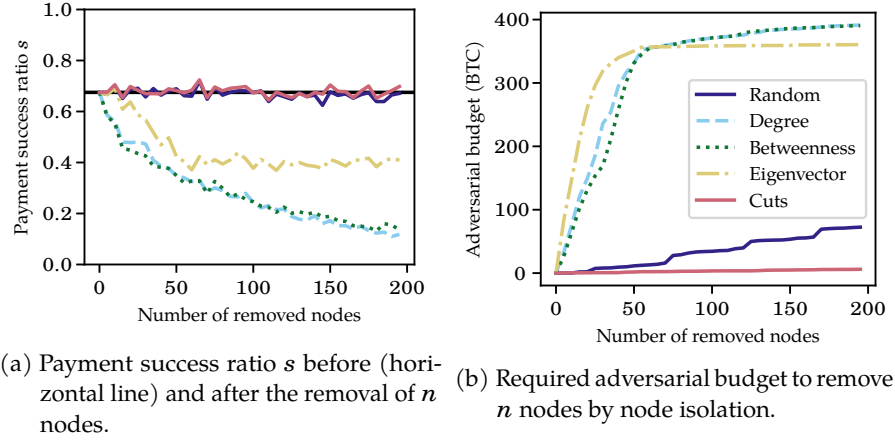 1.0
0.8
0.6
0.4
0.2
0.0
Payment success ratio s
0 50 100 150 200
Number of removed nodes
(a) Payment success ratio s before (hori-
zontal line) and after the removal of n
nodes.
400
300
200
100
0
Adversarial budget (BTC)
Random
Degree
Betweenness
Eigenvector
Cuts
0 50 100 150 200
Number of removed nodes
(b) Required adversarial budget to remove
n nodes by node isolation.